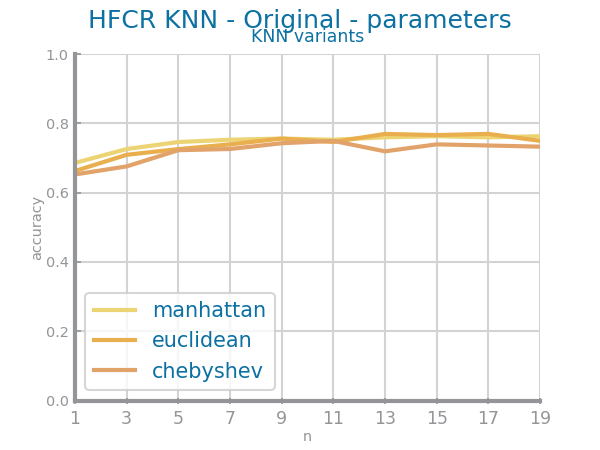 HFCR KNN - Original - parameters
KNN variants
1.0
0.8
0.6
0.4
0.2
0.0
accuracy
manhattan
euclidean
chebyshev
1 3 5 7 9 11 13 15 17 19
n